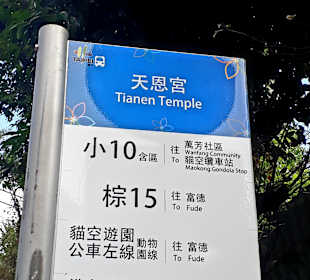 TAIPEI
天恩宮
Tianen Temple
小10含區 往 萬芳社區
Wanfang Community
To 貓空纜車站
Maokong Gondola Stop
棕15 往 富德
To Fude
貓空遊園 動物 往 富德
公車左線 園線 To Fude